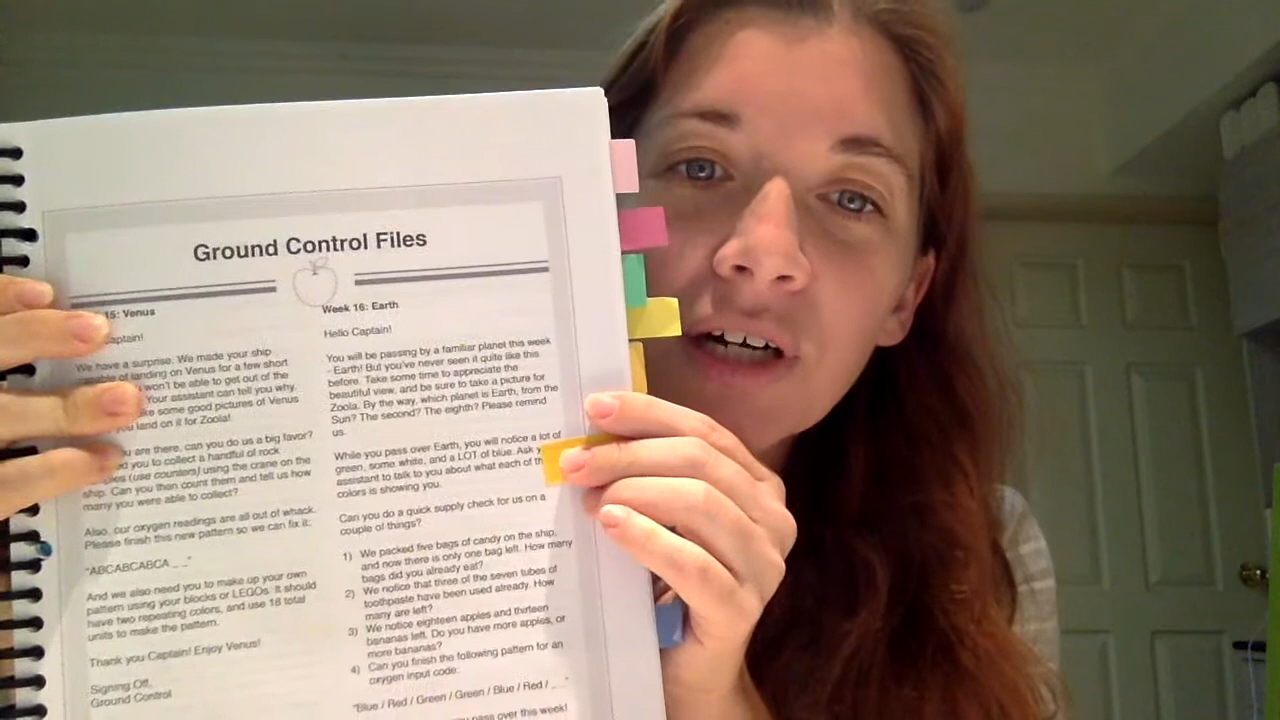 Ground Control Files
15: Venus
aptain!
We have a surprise. We made your ship
of landing on Venus for a few short
won't be able to get out of the
Your assistant can tell you why.
ke some good pictures of Venus
you land on it for Zoola!
u are there, can you do us a big favor?
d you to collect a handful of rock
(use counters) using the crane on the
ship. Can you then count them and tell us how
many you were able to collect?
Also, our oxygen readings are all out of whack.
Please finish this new pattern so we can fix it:
"ABCABCABCA _ _"
And we also need you to make up your own
pattern using your blocks or LEGOs. It should
have two repeating colors, and use 18 total
units to make the pattern.
Thank you Captain! Enjoy Venus!
Signing Off,
Ground Control
Week 16: Earth
Hello Captain!
You will be passing by a familiar planet this week
- Earth! But you've never seen it quite like this
before. Take some time to appreciate the
beautiful view, and be sure to take a picture for
Zoola. By the way, which planet is Earth, from the
Sun? The second? The eighth? Please remind
us.
While you pass over Earth, you will notice a lot of
green, some white, and a LOT of blue. Ask y
assistant to talk to you about what each of th
colors is showing you.
Can you do a quick supply check for us on a
couple of things?
1) We packed five bags of candy on the ship,
and now there is only one bag left. How many
bags did you already eat?
2) We notice that three of the seven tubes of
toothpaste have been used already. How
many are left?
3) We notice eighteen apples and thirteen
bananas left. Do you have more apples, or
more bananas?
4) Can you finish the following pattern for an
oxygen input code:
"Blue / Red / Green / Green / Blue / Red / _ _"
pass over this week!